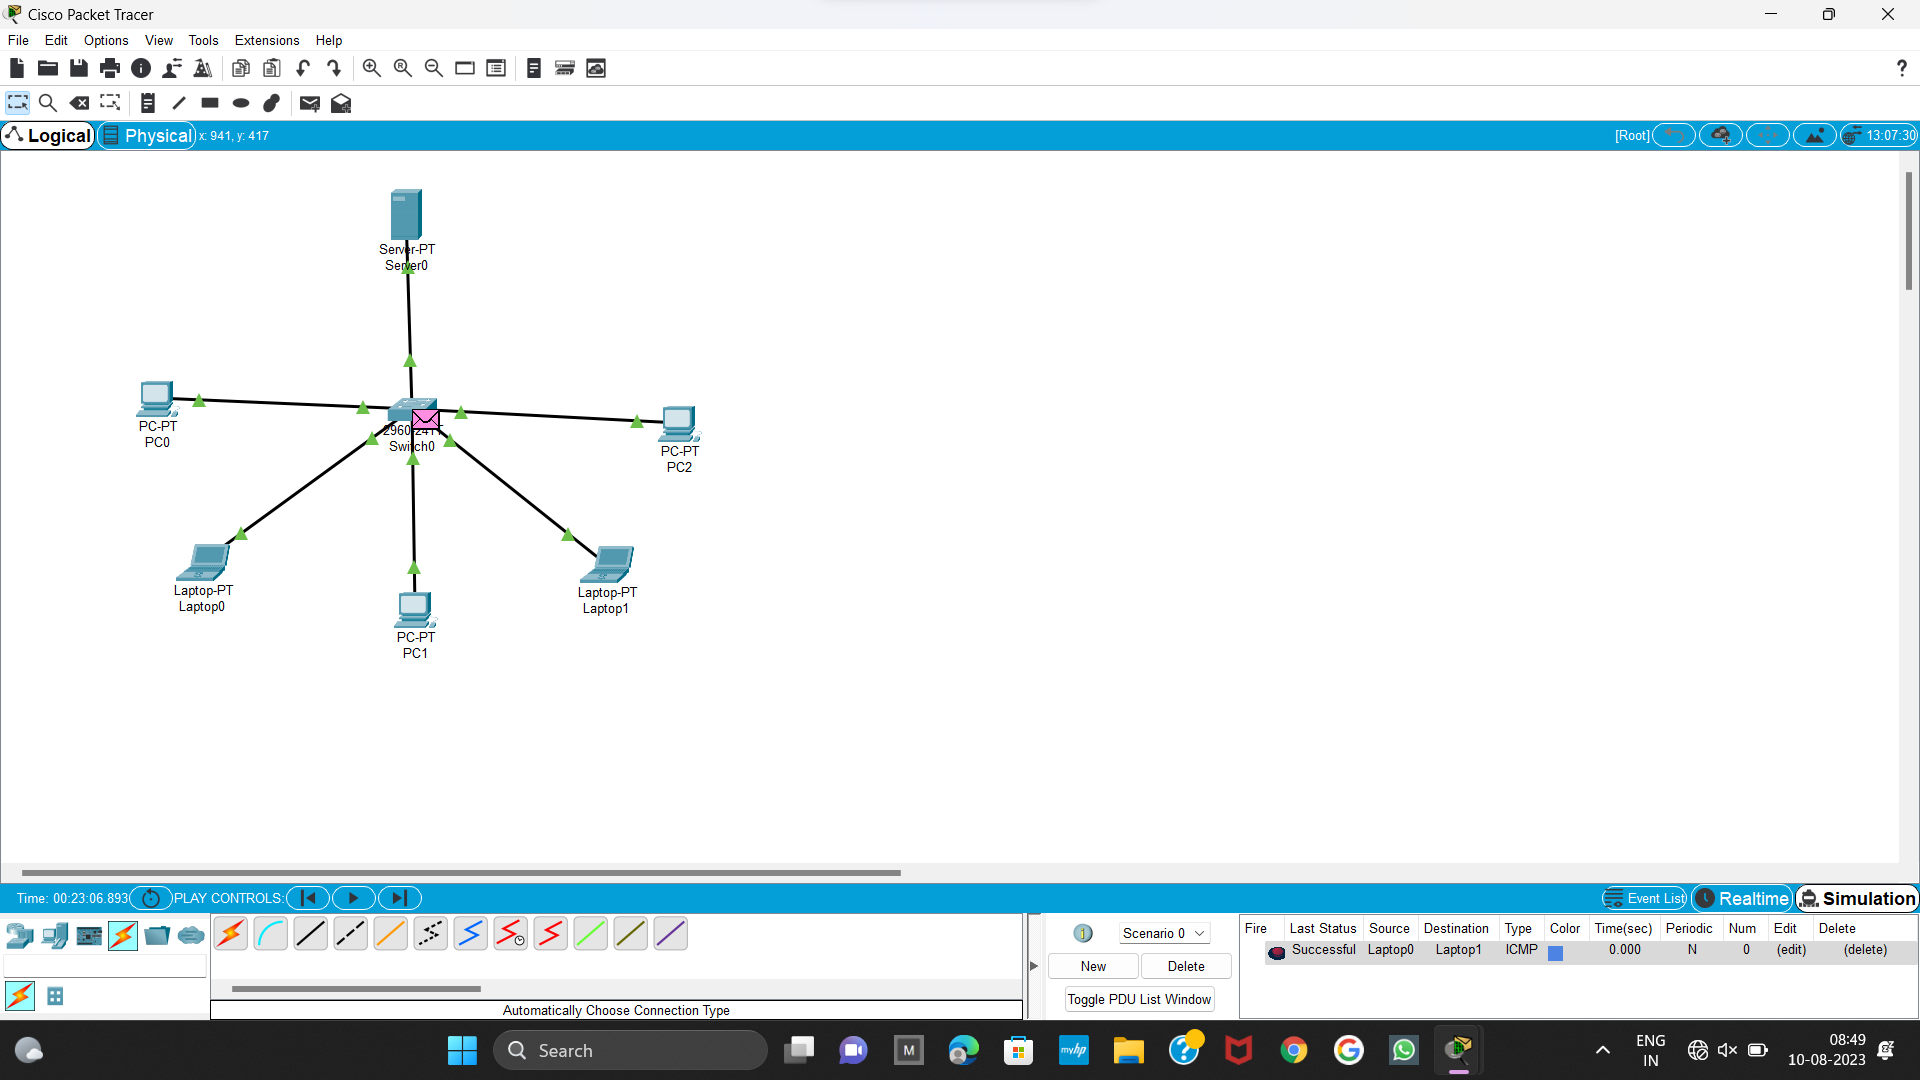 Cisco Packet Tracer
File Edit Options View Tools Extensions Help
?
Logical Physical x: 941, y: 417 [Root] 13:07:30
Server-PT
Server0
PC-PT
PC0
Switch0
PC-PT
PC2
Laptop-PT
Laptop0
Laptop-PT
Laptop1
PC-PT
PC1
Time: 00:23:06.893 PLAY CONTROLS: Event List Realtime Simulation
Scenario 0
New Delete
Toggle PDU List Window
Fire Last Status Source Destination Type Color Time(sec) Periodic Num Edit Delete
Successful Laptop0 Laptop1 ICMP 0.000 N 0 (edit) (delete)
Automatically Choose Connection Type
Search
M
myhp
ENG
IN
08:49
10-08-2023